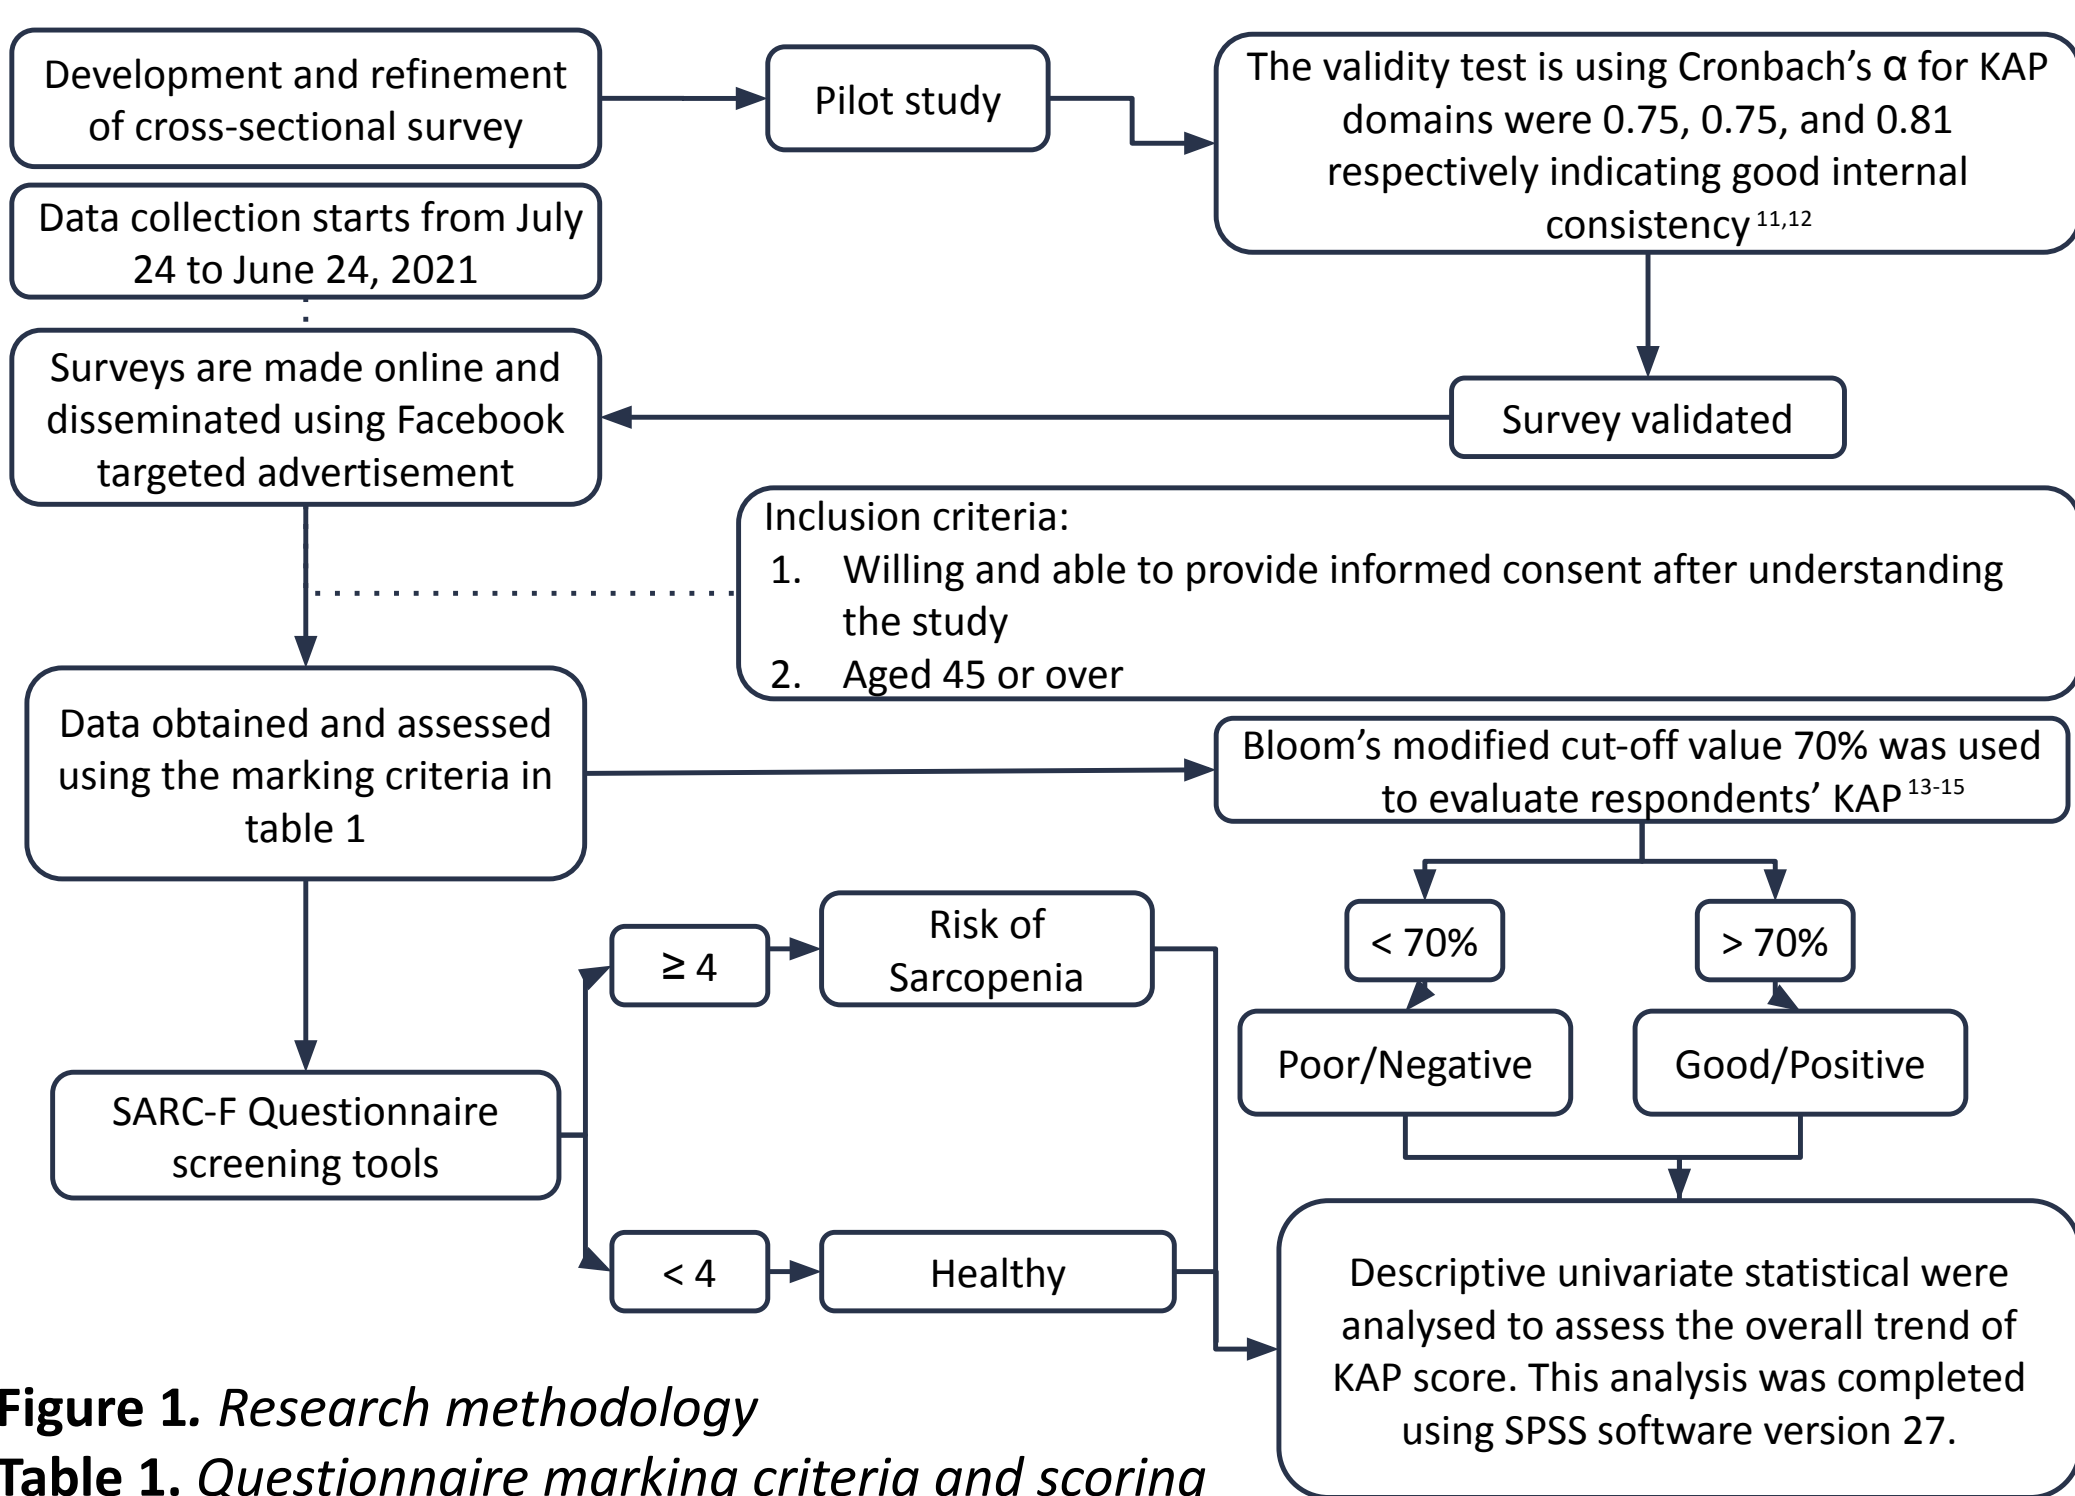 Development and refinement
of cross-sectional survey
Pilot study
The validity test is using Cronbach's α for KAP
domains were 0.75, 0.75, and 0.81
respectively indicating good internal
consistency 11,12
Data collection starts from July
24 to June 24, 2021
Surveys are made online and
disseminated using Facebook
targeted advertisement
Survey validated
Inclusion criteria:
1. Willing and able to provide informed consent after understanding
the study
2. Aged 45 or over
Data obtained and assessed
using the marking criteria in
table 1
Bloom's modified cut-off value 70% was used
to evaluate respondents' KAP 13-15
< 70%
> 70%
Poor/Negative
Good/Positive
SARC-F Questionnaire
screening tools
≥ 4
Risk of
Sarcopenia
< 4
Healthy
Descriptive univariate statistical were
analysed to assess the overall trend of
KAP score. This analysis was completed
using SPSS software version 27.
Figure 1. Research methodology
Table 1. Questionnaire marking criteria and scoring